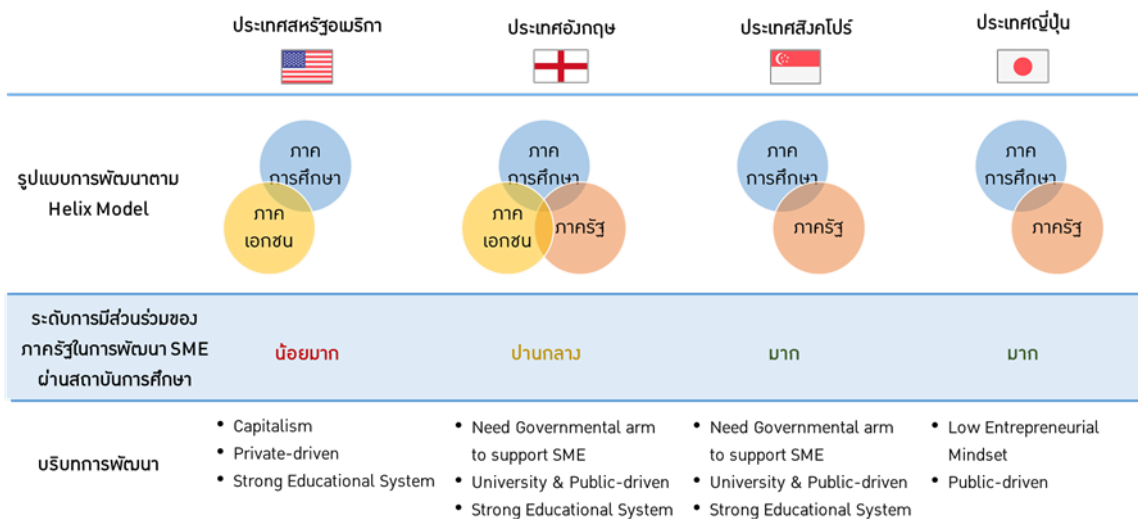 ประเทศสหรัฐอเมริกา
ประเทศอังกฤษ
ประเทศสิงคโปร์
ประเทศญี่ปุ่น
รูปแบบการพัฒนาตาม
Helix Model
ภาค
การศึกษา
ภาค
เอกชน
ภาค
การศึกษา
ภาค
เอกชน
ภาครัฐ
ภาค
การศึกษา
ภาครัฐ
ภาค
การศึกษา
ภาครัฐ
ระดับการมีส่วนร่วมของ
ภาครัฐในการพัฒนา SME
ผ่านสถาบันการศึกษา
น้อยมาก
ปานกลาง
มาก
มาก
บริบทการพัฒนา
• Capitalism
• Private-driven
• Strong Educational System
• Need Governmental arm
to support SME
• University & Public-driven
• Strong Educational System
• Need Governmental arm
to support SME
• University & Public-driven
• Strong Educational System
• Low Entrepreneurial
Mindset
• Public-driven